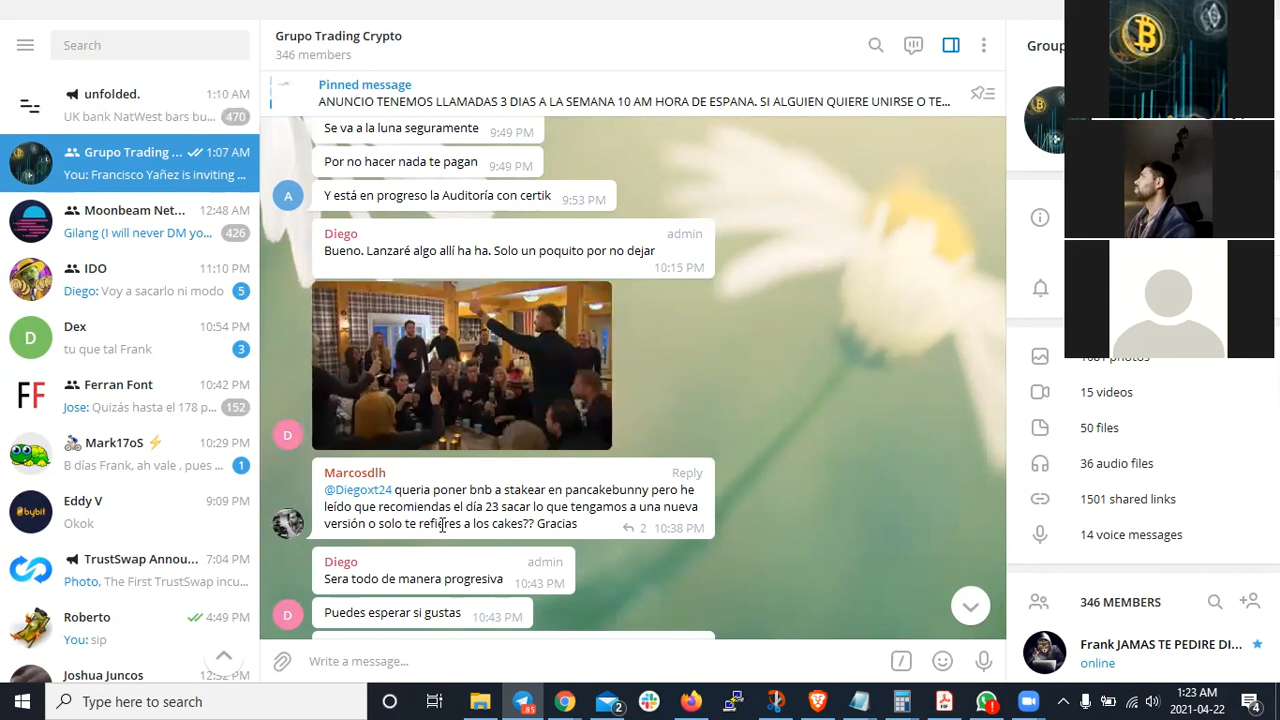 Search
unfolded.
1:10 AM
UK bank NatWest bars bu...
470
Grupo Trading ...
1:07 AM
You: Francisco Yañez is inviting ...
Moonbeam Net...
12:48 AM
Gilang (I will never DM yo...
426
IDO
11:10 PM
Diego: Voy a sacarlo ni modo
5
Dex
10:54 PM
tu que tal Frank
3
Ferran Font
10:42 PM
Jose: Quizás hasta el 178 p...
152
Mark17oS
10:29 PM
B días Frank, ah vale , pues ...
1
Eddy V
9:09 PM
Okok
TrustSwap Annou...
7:04 PM
Photo, The First TrustSwap incu...
Roberto
4:49 PM
You: sip
Joshua Juncos
12:52 PM
Grupo Trading Crypto
346 members
Pinned message
ANUNCIO TENEMOS LLAMADAS 3 DIAS A LA SEMANA 10 AM HORA DE ESPANA. SI ALGUIEN QUIERE UNIRSE O TE...
Se va a la luna seguramente
9:49 PM
Por no hacer nada te pagan
9:49 PM
Y está en progreso la Auditoría con certik
9:53 PM
Diego
admin
Bueno. Lanzaré algo allí ha ha. Solo un poquito por no dejar
10:15 PM
Marcosdlh
Reply
@Diegoxt24 queria poner bnb a stakear en pancakebunny pero he
leído que recomiendas el día 23 sacar lo que tengamos a una nueva
versión o solo te refieres a los cakes?? Gracias
2 10:38 PM
Diego
admin
Sera todo de manera progresiva
10:43 PM
Puedes esperar si gustas
10:43 PM
Write a message...
Group
15 videos
50 files
36 audio files
1501 shared links
14 voice messages
346 MEMBERS
Frank JAMAS TE PEDIRE DI...
online
Type here to search
1:23 AM
2021-04-22